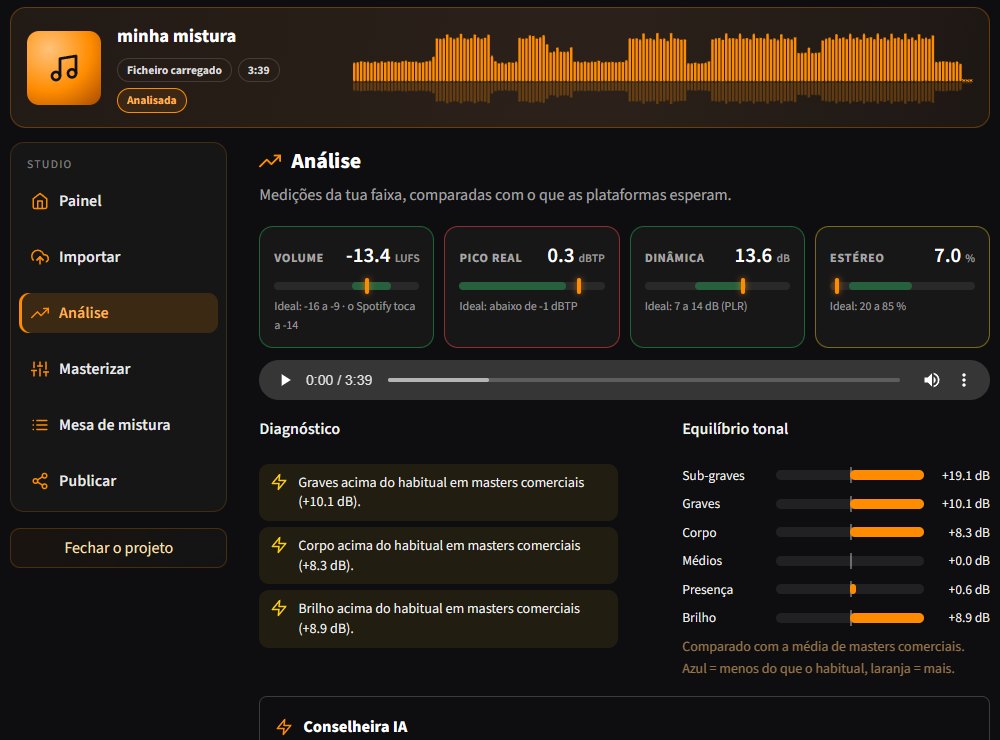 minha mistura
Ficheiro carregado
3:39
Analisada
STUDIO
Painel
Importar
Análise
Masterizar
Mesa de mistura
Publicar
Fechar o projeto
Análise
Medições da tua faixa, comparadas com o que as plataformas esperam.
VOLUME -13.4 LUFS
Ideal: -16 a -9 · o Spotify toca
a -14
PICO REAL 0.3 dBTP
Ideal: abaixo de -1 dBTP
DINÂMICA 13.6 dB
Ideal: 7 a 14 dB (PLR)
ESTÉREO 7.0 %
Ideal: 20 a 85 %
0:00 / 3:39
Diagnóstico
Graves acima do habitual em masters comerciais
(+10.1 dB).
Corpo acima do habitual em masters comerciais
(+8.3 dB).
Brilho acima do habitual em masters comerciais
(+8.9 dB).
Equilíbrio tonal
Sub-graves +19.1 dB
Graves +10.1 dB
Corpo +8.3 dB
Médios +0.0 dB
Presença +0.6 dB
Brilho +8.9 dB
Comparado com a média de masters comerciais.
Azul = menos do que o habitual, laranja = mais.
Conselheira IA